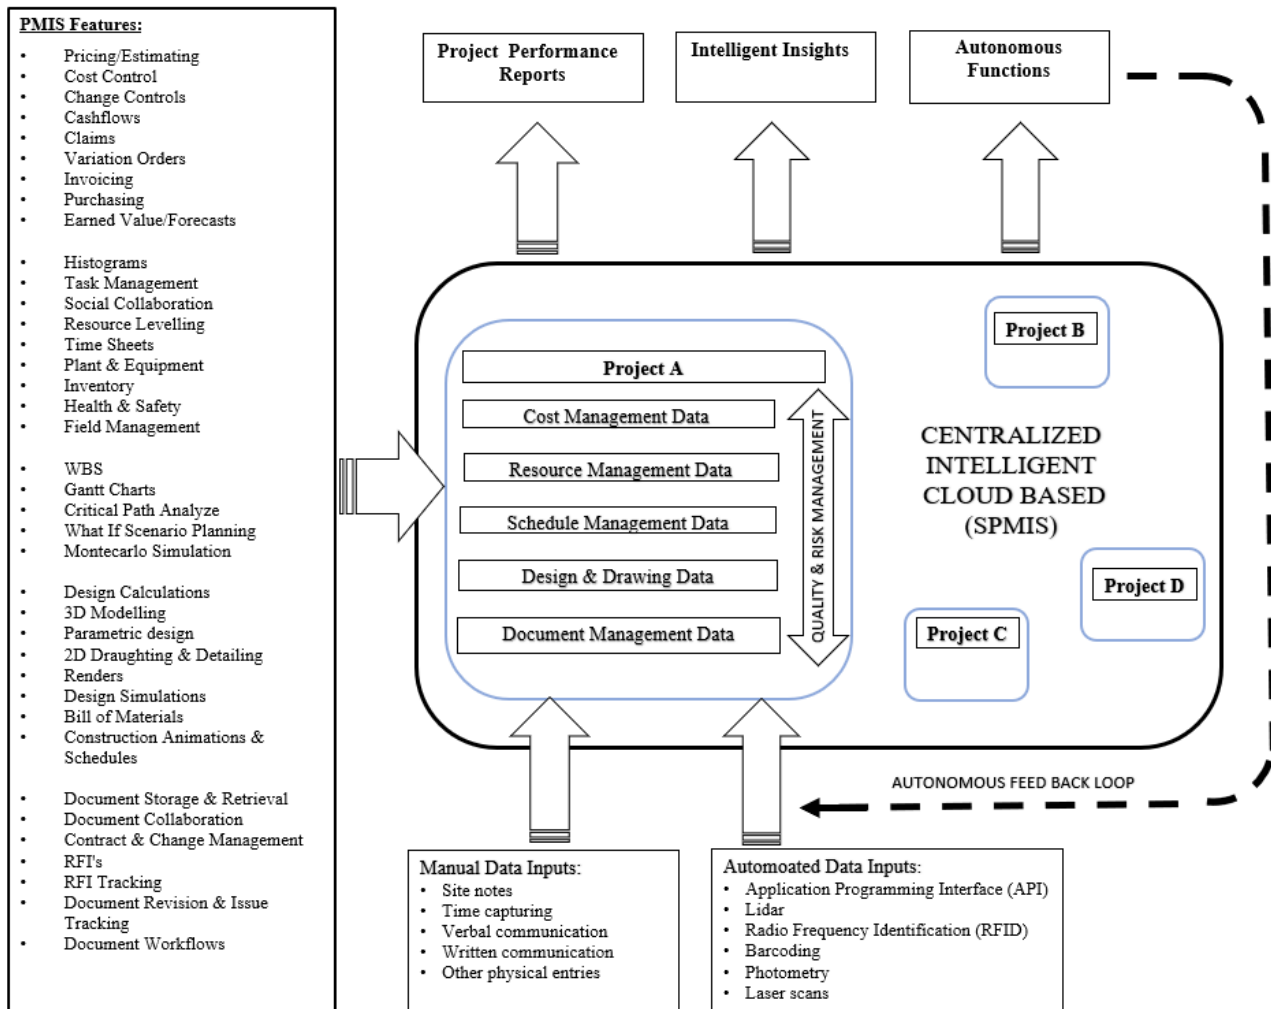 PMIS Features:
• Pricing/Estimating
• Cost Control
• Change Controls
• Cashflows
• Claims
• Variation Orders
• Invoicing
• Purchasing
• Earned Value/Forecasts
• Histograms
• Task Management
• Social Collaboration
• Resource Levelling
• Time Sheets
• Plant & Equipment
• Inventory
• Health & Safety
• Field Management
• WBS
• Gantt Charts
• Critical Path Analyze
• What If Scenario Planning
• Montecarlo Simulation
• Design Calculations
• 3D Modelling
• Parametric design
• 2D Draughting & Detailing
• Renders
• Design Simulations
• Bill of Materials
• Construction Animations &
Schedules
• Document Storage & Retrieval
• Document Collaboration
• Contract & Change Management
• RFI's
• RFI Tracking
• Document Revision & Issue
Tracking
• Document Workflows
Project Performance
Reports
Intelligent Insights
Autonomous
Functions
Project A
Cost Management Data
Resource Management Data
Schedule Management Data
Design & Drawing Data
Document Management Data
QUALITY & RISK MANAGEMENT
Project B
CENTRALIZED
INTELLIGENT
CLOUD BASED
(SPMIS)
Project D
Project C
AUTONOMOUS FEED BACK LOOP
Manual Data Inputs:
• Site notes
• Time capturing
• Verbal communication
• Written communication
• Other physical entries
Automoated Data Inputs:
• Application Programming Interface (API)
• Lidar
• Radio Frequency Identification (RFID)
• Barcoding
• Photometry
• Laser scans